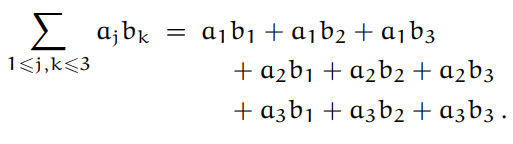 ∑_{1⩽j,k⩽3} a_j b_k = a_1b_1 + a_1b_2 + a_1b_3
+ a_2b_1 + a_2b_2 + a_2b_3
+ a_3b_1 + a_3b_2 + a_3b_3 .